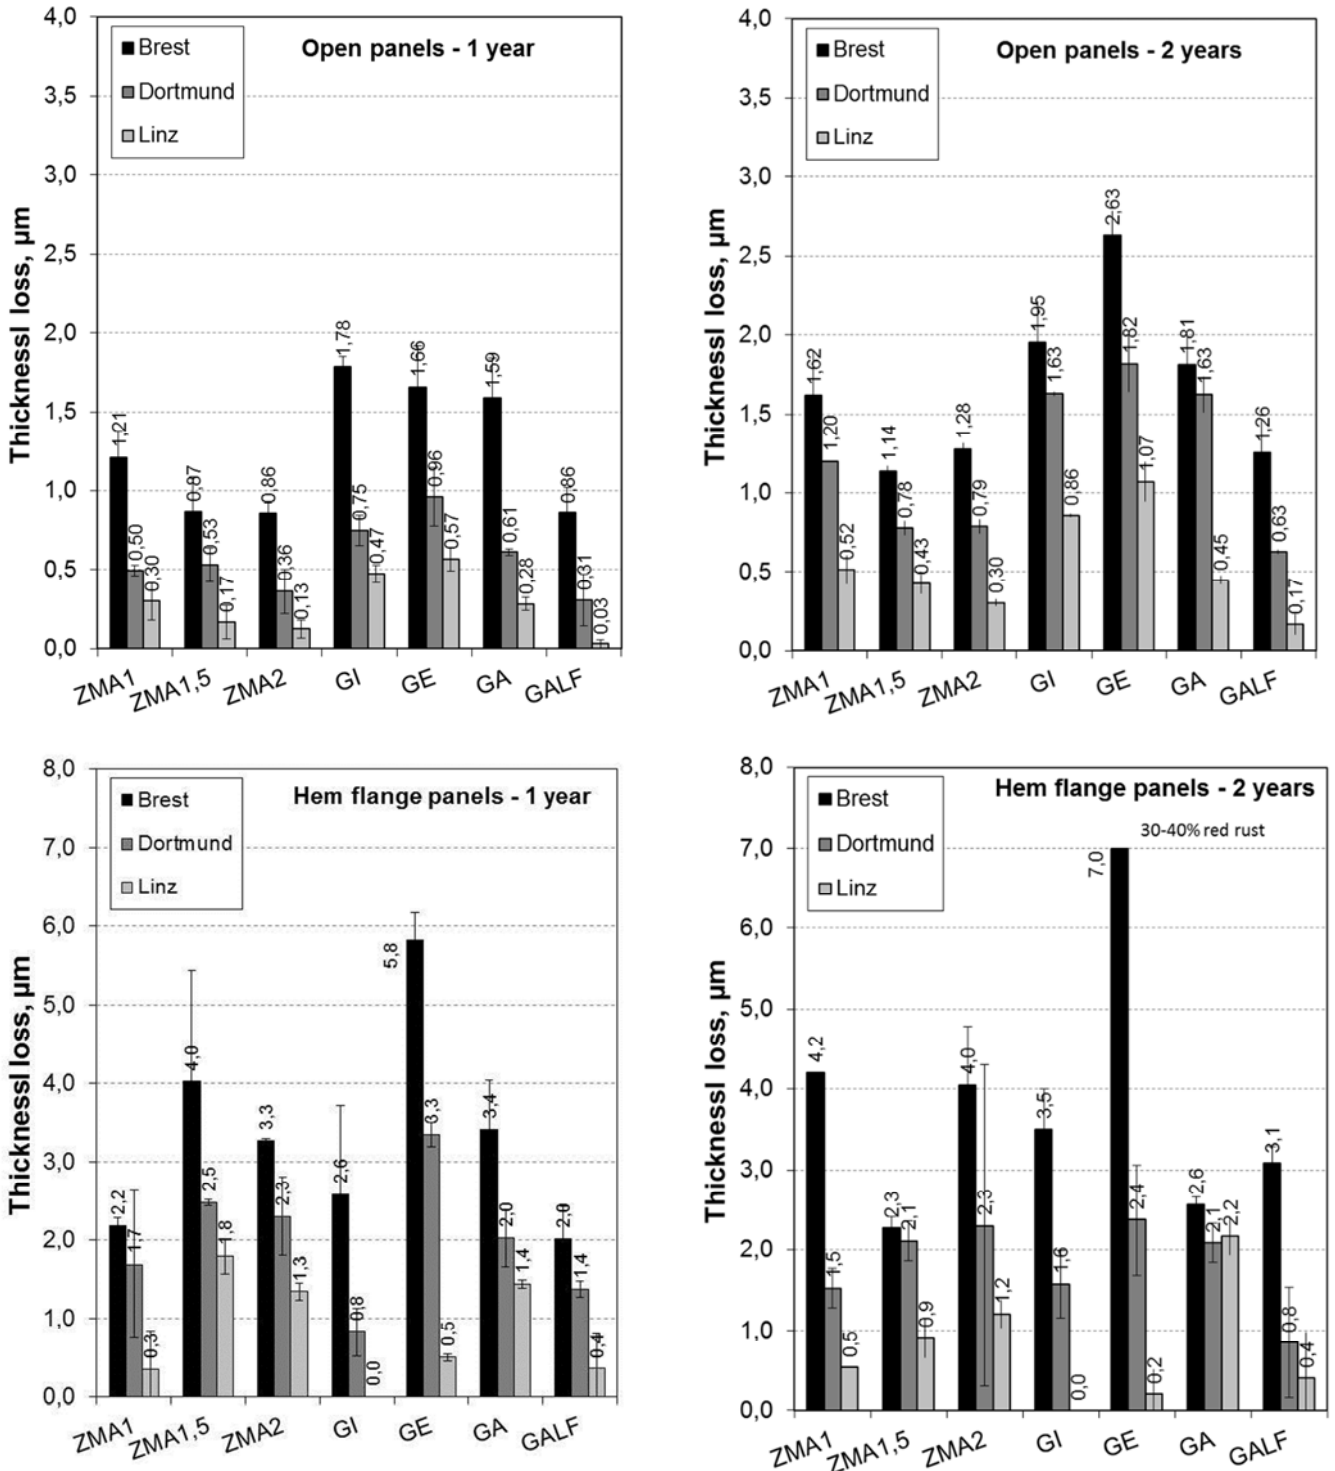 Open panels - 1 year
Brest
Dortmund
Linz
Thicknessl loss, µm
4,0
3,5
3,0
2,5
2,0
1,5
1,0
0,5
0,0
1,21
0,50
0,30
0,87
0,53
0,17
0,86
0,36
0,13
1,78
0,75
0,47
1,66
0,96
0,57
1,59
0,61
0,28
0,86
0,31
0,03
ZMA1
ZMA1,5
ZMA2
GI
GE
GA
GALF
Open panels - 2 years
Brest
Dortmund
Linz
Thicknessl loss, µm
4,0
3,5
3,0
2,5
2,0
1,5
1,0
0,5
0,0
1,62
1,20
0,52
1,14
0,78
0,43
1,28
0,79
0,30
1,95
1,63
0,86
2,63
1,82
1,07
1,81
1,63
0,45
1,26
0,63
0,17
ZMA1
ZMA1,5
ZMA2
GI
GE
GA
GALF
Hem flange panels - 1 year
Brest
Dortmund
Linz
Thicknessl loss, µm
8,0
7,0
6,0
5,0
4,0
3,0
2,0
1,0
0,0
2,2
1,7
0,3
4,0
2,5
1,8
3,3
2,3
1,3
2,6
0,8
0,0
5,8
3,3
0,5
3,4
2,0
1,4
2,0
1,4
0,4
ZMA1
ZMA1,5
ZMA2
GI
GE
GA
GALF
Hem flange panels - 2 years
Brest
Dortmund
Linz
30-40% red rust
Thicknessl loss, µm
8,0
7,0
6,0
5,0
4,0
3,0
2,0
1,0
0,0
4,2
1,5
0,5
2,3
2,1
0,9
4,0
2,3
1,2
3,5
1,6
0,0
7,0
2,4
0,2
2,6
2,1
2,2
3,1
0,8
0,4
ZMA1
ZMA1,5
ZMA2
GI
GE
GA
GALF